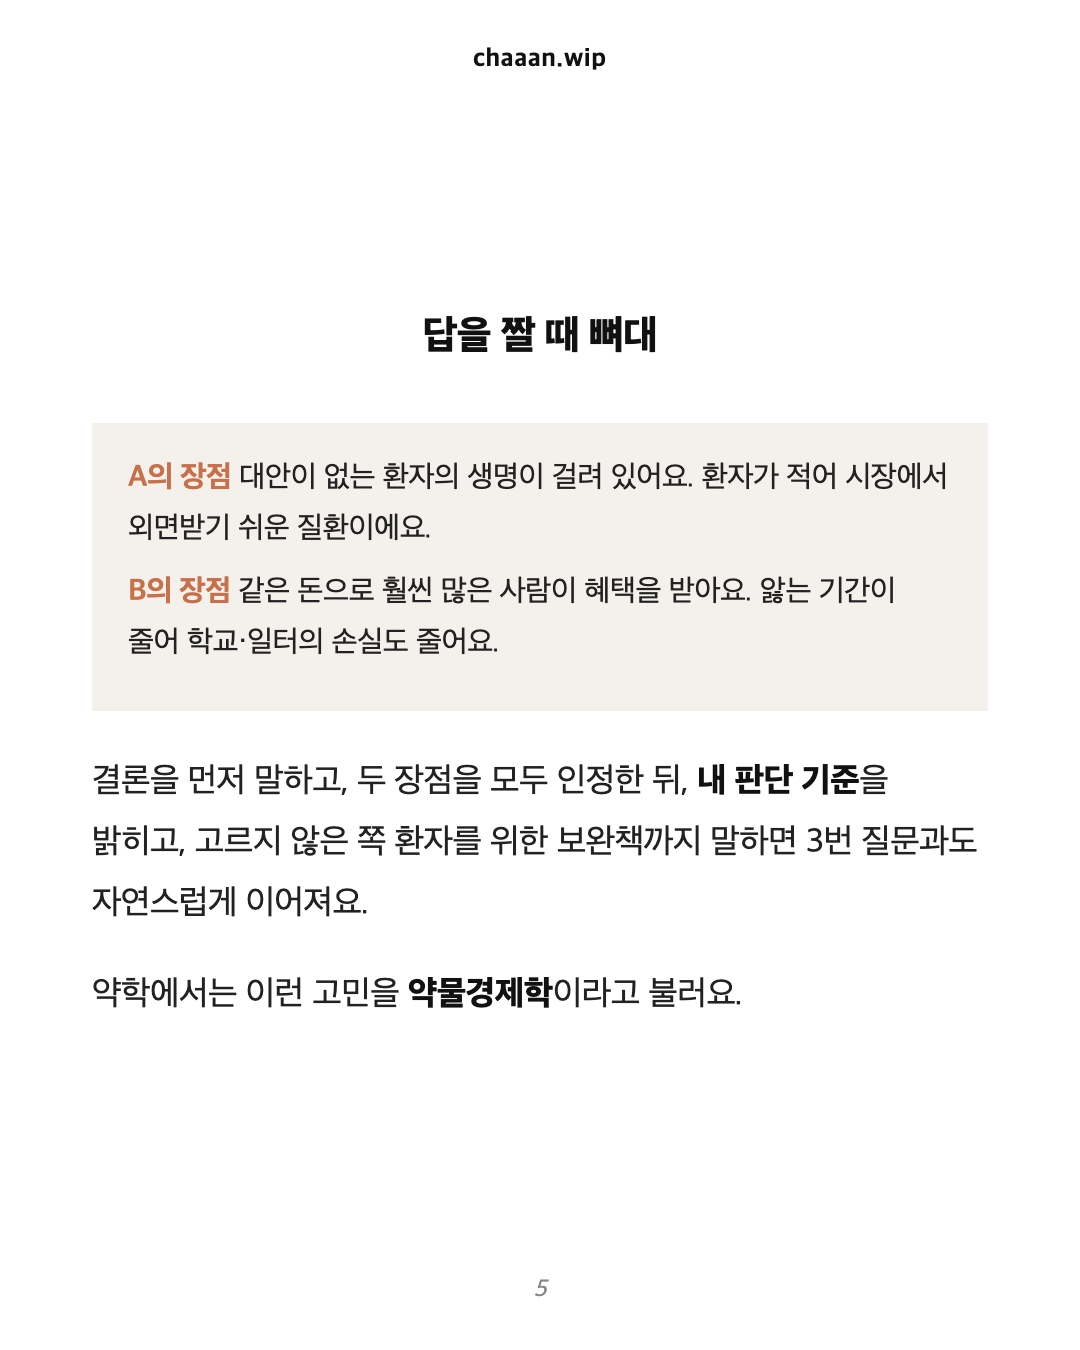 chaaan.wip
답을 짤 때 뼈대
A의 장점 대안이 없는 환자의 생명이 걸려 있어요. 환자가 적어 시장에서
외면받기 쉬운 질환이에요.
B의 장점 같은 돈으로 훨씬 많은 사람이 혜택을 받아요. 앓는 기간이
줄어 학교·일터의 손실도 줄어요.
결론을 먼저 말하고, 두 장점을 모두 인정한 뒤, 내 판단 기준을
밝히고, 고르지 않은 쪽 환자를 위한 보완책까지 말하면 3번 질문과도
자연스럽게 이어져요.
약학에서는 이런 고민을 약물경제학이라고 불러요.
5